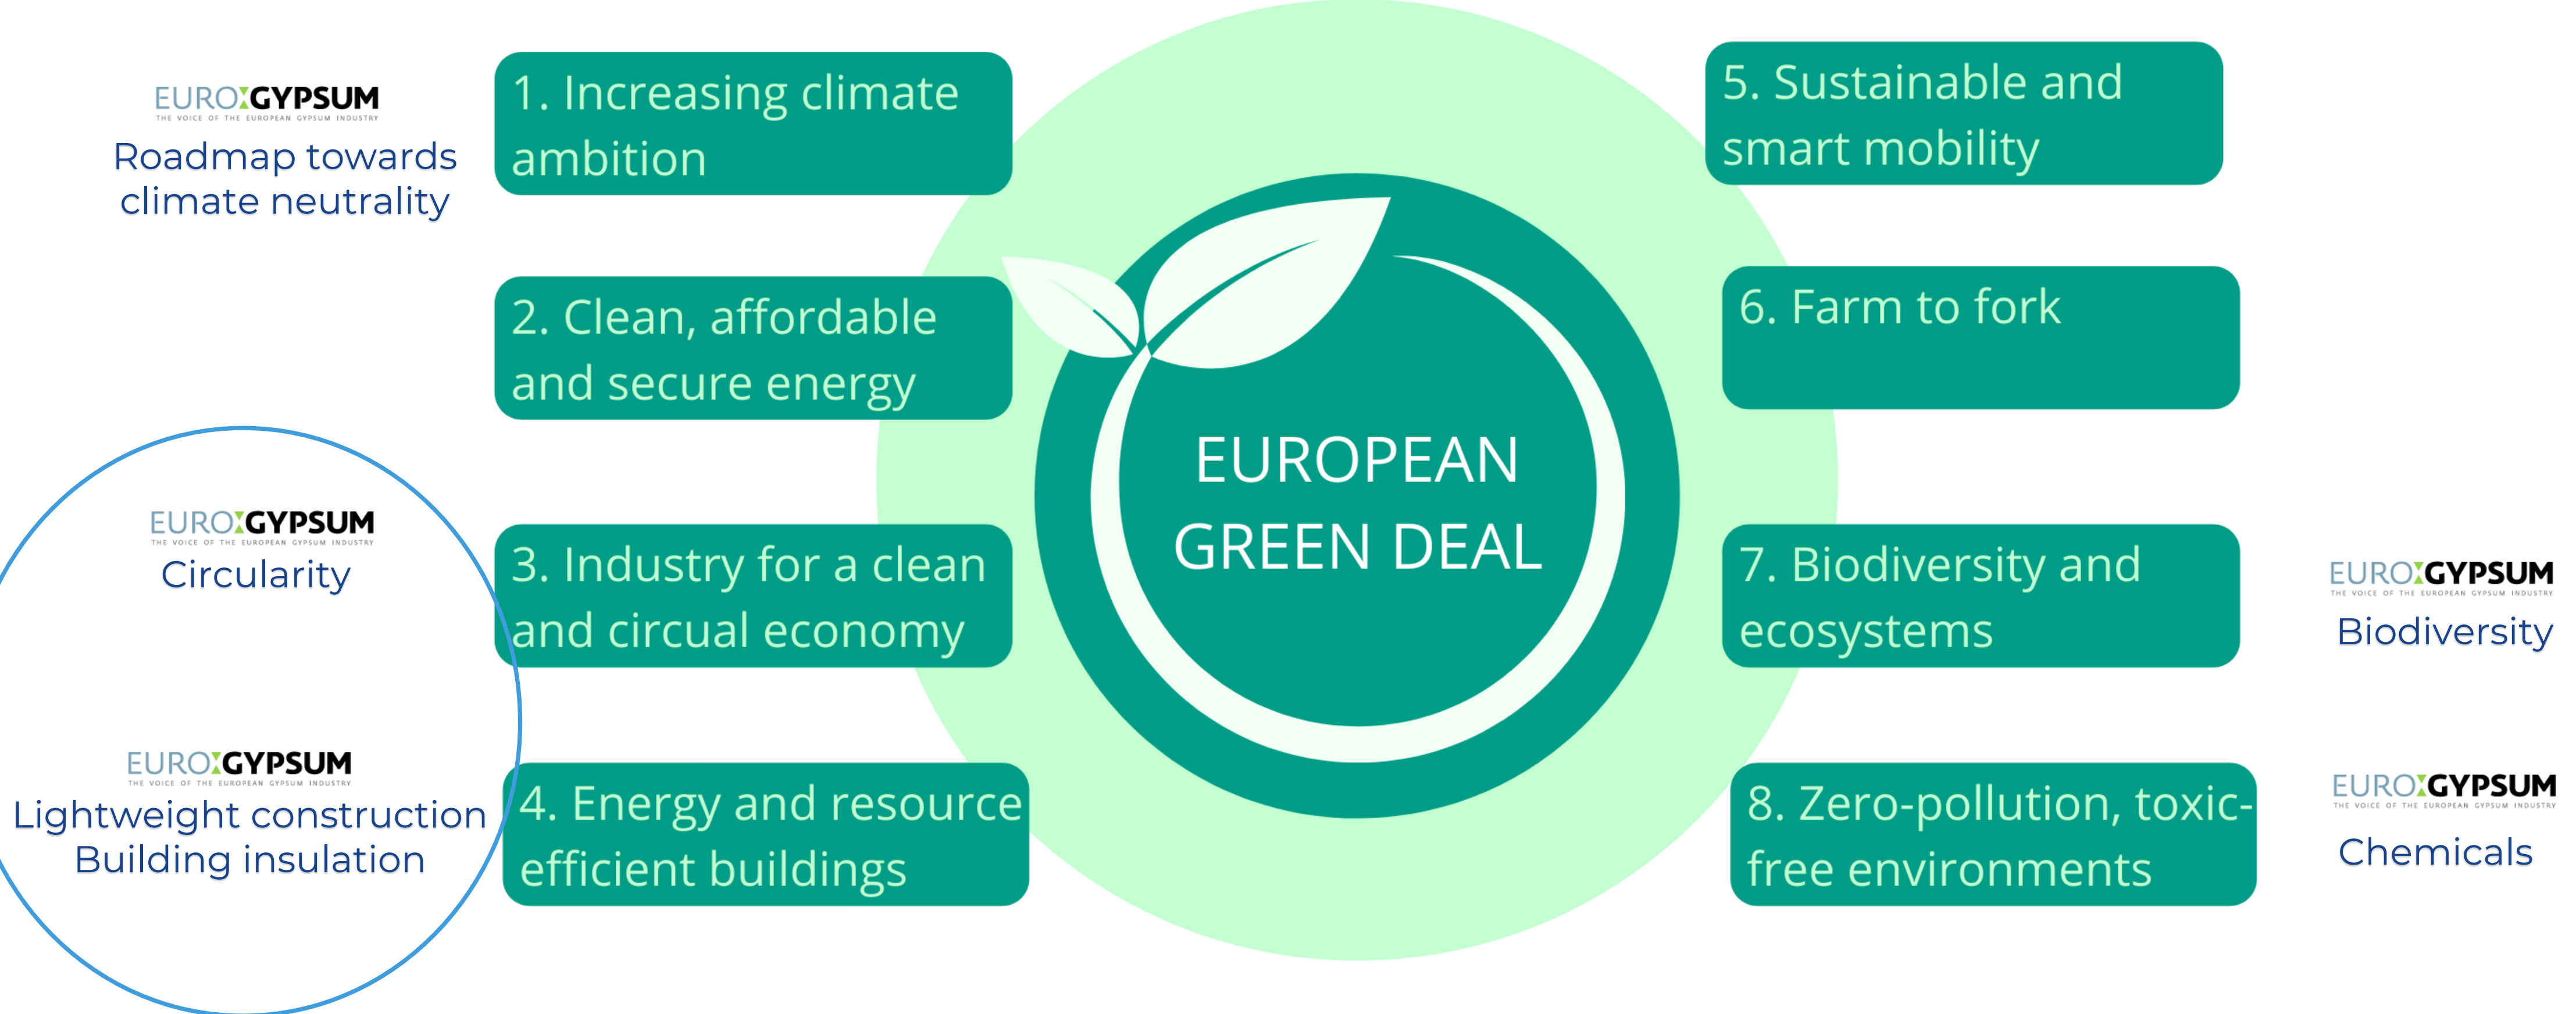 EUROGYPSUM
THE VOICE OF THE EUROPEAN GYPSUM INDUSTRY
Roadmap towards
climate neutrality
1. Increasing climate
ambition
2. Clean, affordable
and secure energy
EUROGYPSUM
THE VOICE OF THE EUROPEAN GYPSUM INDUSTRY
Circularity
3. Industry for a clean
and circual economy
EUROGYPSUM
THE VOICE OF THE EUROPEAN GYPSUM INDUSTRY
Lightweight construction
Building insulation
4. Energy and resource
efficient buildings
EUROPEAN
GREEN DEAL
5. Sustainable and
smart mobility
6. Farm to fork
7. Biodiversity and
ecosystems
EUROGYPSUM
THE VOICE OF THE EUROPEAN GYPSUM INDUSTRY
Biodiversity
8. Zero-pollution, toxic-
free environments
EUROGYPSUM
THE VOICE OF THE EUROPEAN GYPSUM INDUSTRY
Chemicals